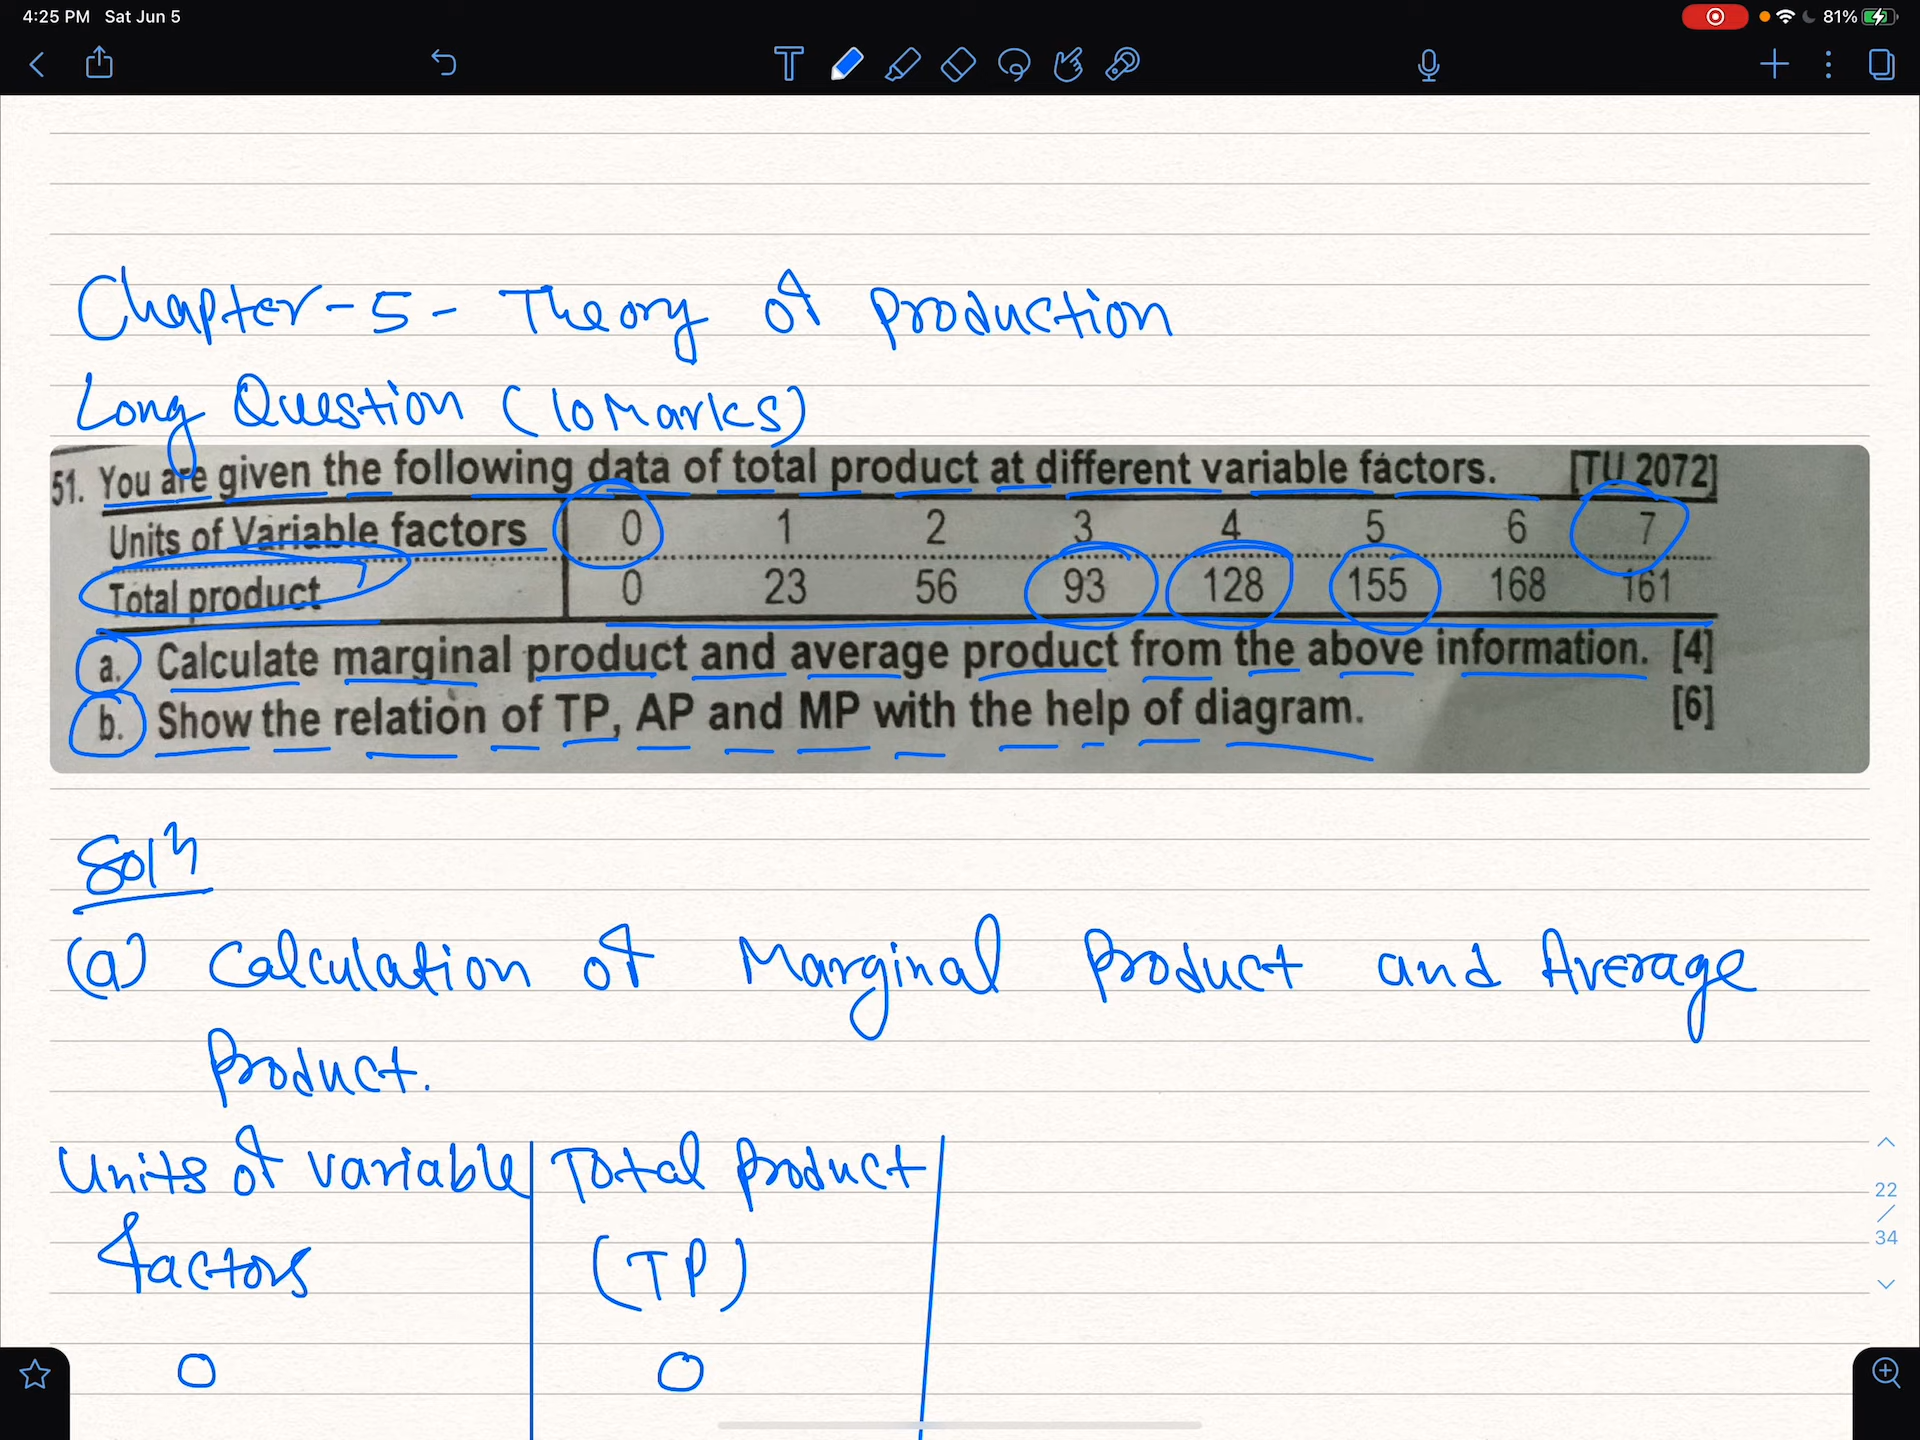 4:25 PM Sat Jun 5
81%
Chapter-5- Theory of production
Long Question (10 Marks)
51. You are given the following data of total product at different variable factors. [TU 2072]
Units of Variable factors 0 1 2 3 4 5 6 7
Total product 0 23 56 93 128 155 168 161
a. Calculate marginal product and average product from the above information. [4]
b. Show the relation of TP, AP and MP with the help of diagram. [6]
Soln
(a) Calculation of Marginal Product and Average
Product.
Units of variable Total Product
factors (TP)
0 0
22
/
34